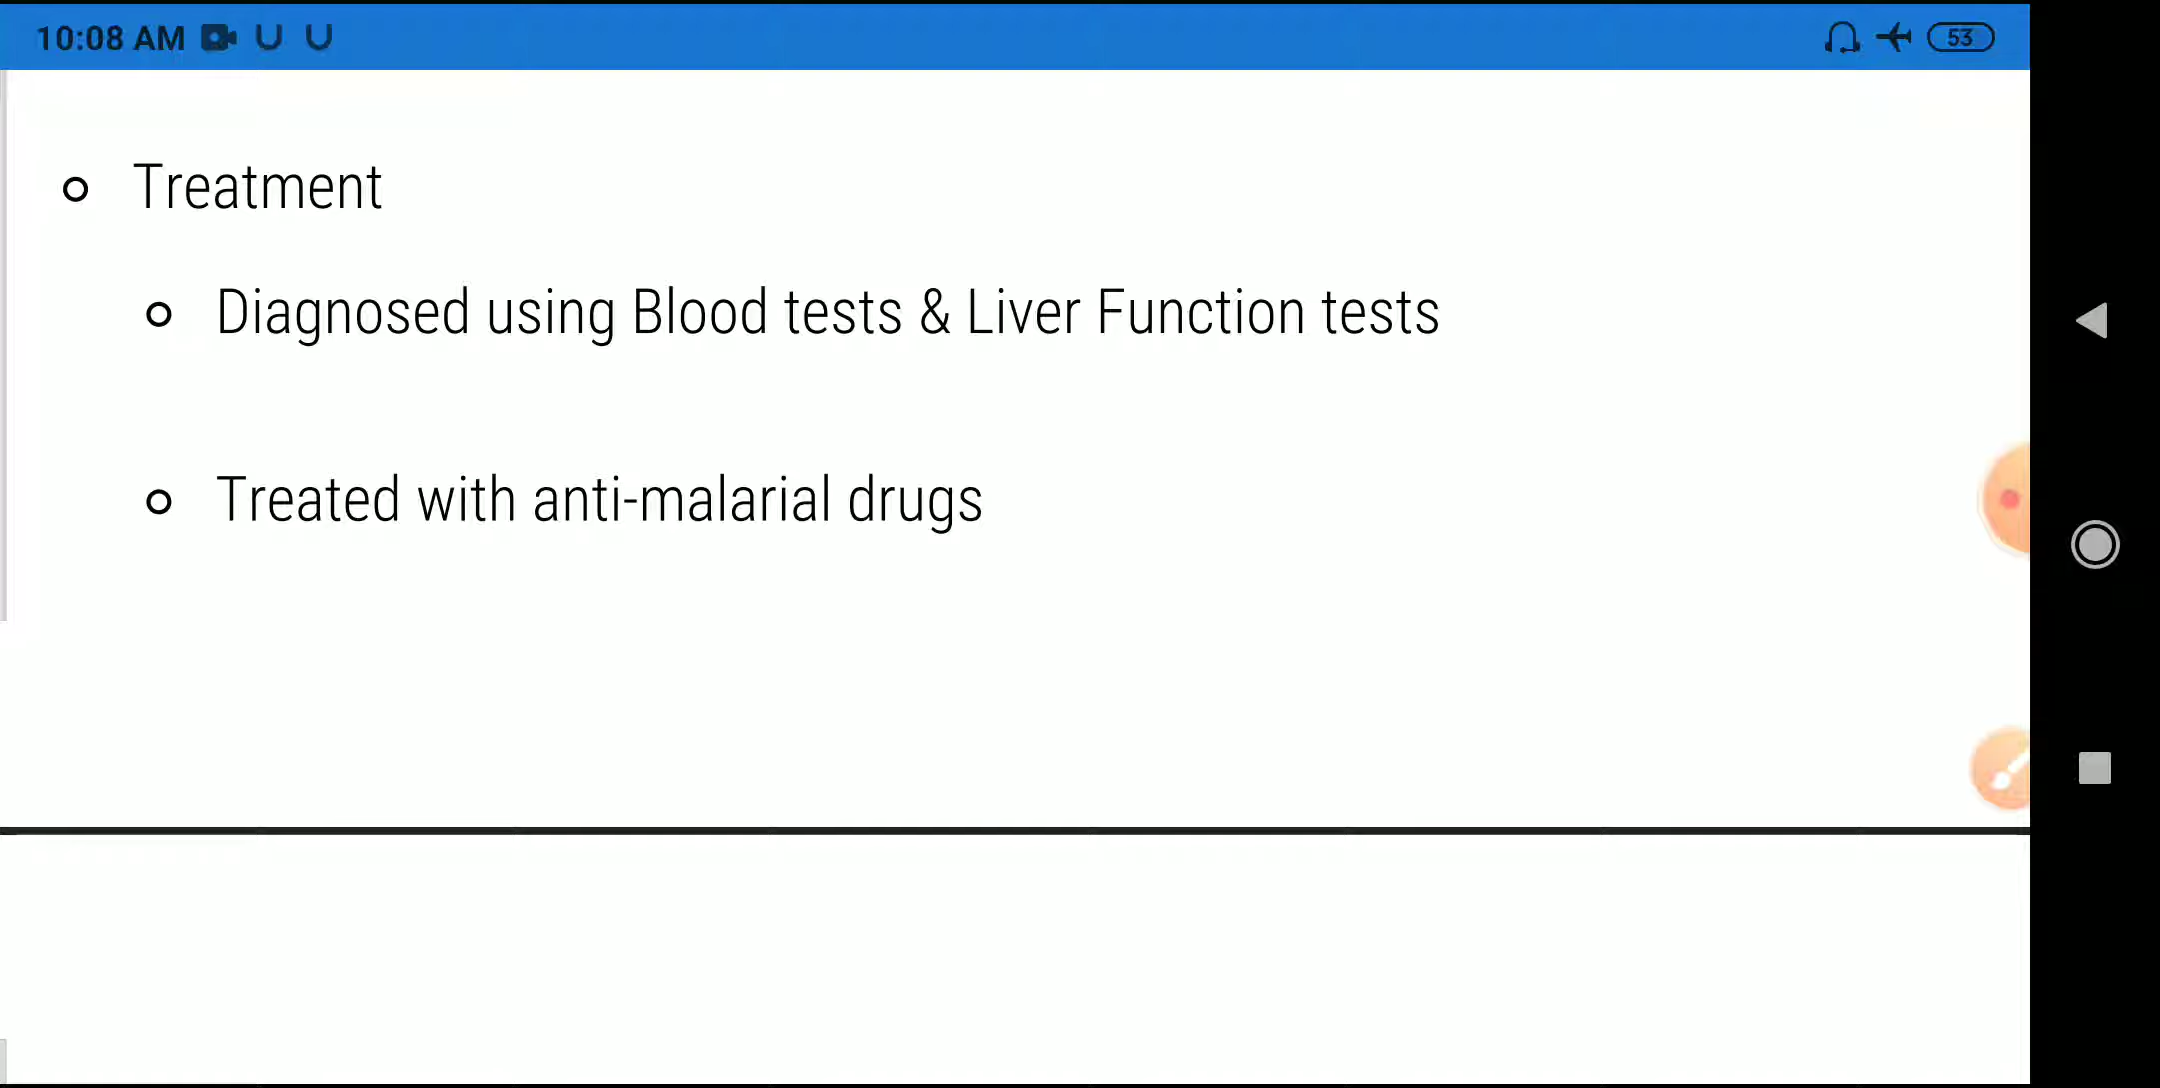 10:08 AM
53
Treatment
Diagnosed using Blood tests & Liver Function tests
Treated with anti-malarial drugs